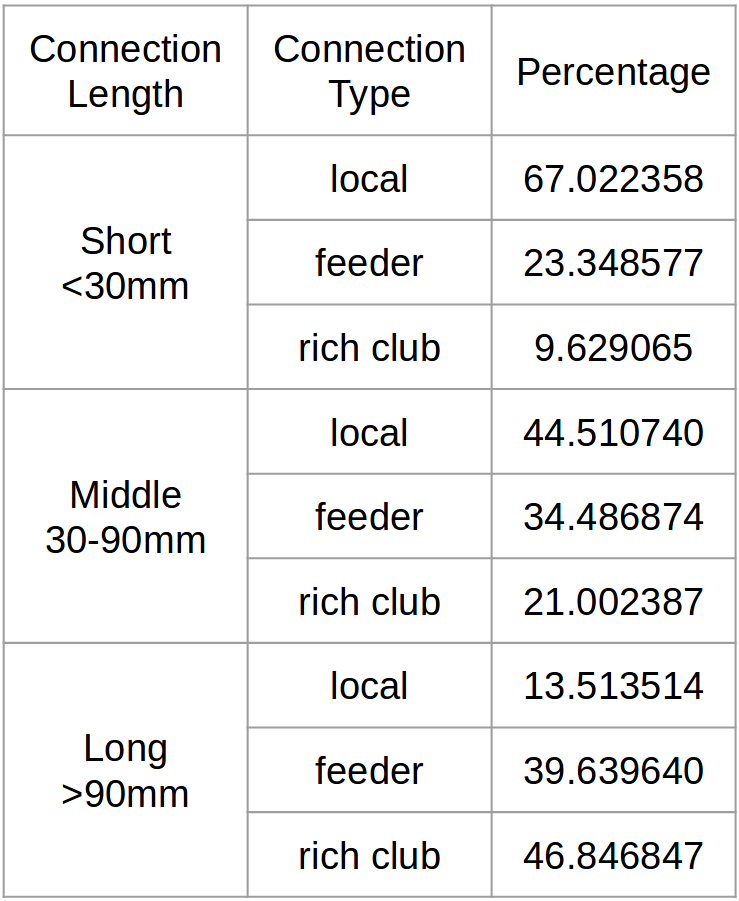 Connection
Length
Connection
Type
Percentage
Short
<30mm
local
67.022358
feeder
23.348577
rich club
9.629065
Middle
30-90mm
local
44.510740
feeder
34.486874
rich club
21.002387
Long
>90mm
local
13.513514
feeder
39.639640
rich club
46.846847